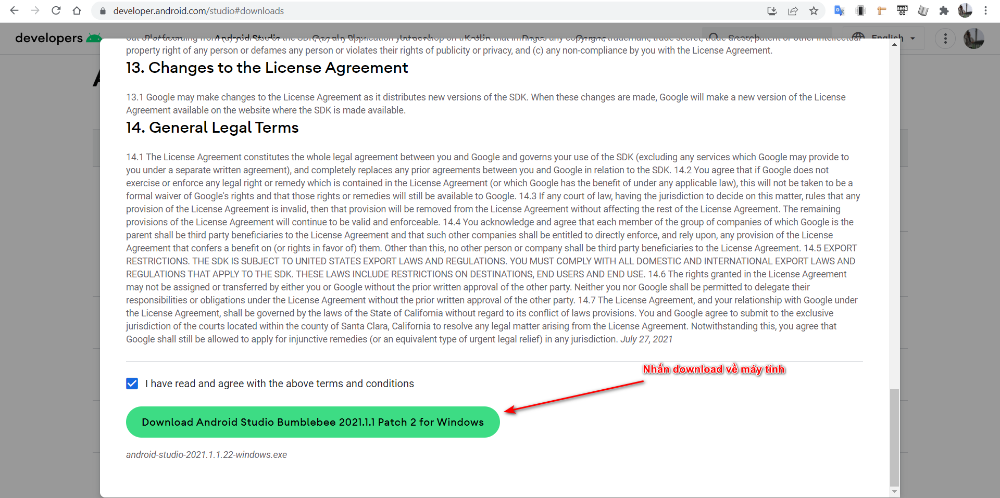 developer.android.com/studio#downloads
seek
CC
developers
Android Studio
Search
English
property right of any person or defames any person or violates their rights of publicity or privacy, and (c) any non-compliance by you with the License Agreement.
13. Changes to the License Agreement
13.1 Google may make changes to the License Agreement as it distributes new versions of the SDK. When these changes are made, Google will make a new version of the License
Agreement available on the website where the SDK is made available.
14. General Legal Terms
14.1 The License Agreement constitutes the whole legal agreement between you and Google and governs your use of the SDK (excluding any services which Google may provide to
you under a separate written agreement), and completely replaces any prior agreements between you and Google in relation to the SDK. 14.2 You agree that if Google does not
exercise or enforce any legal right or remedy which is contained in the License Agreement (or which Google has the benefit of under any applicable law), this will not be taken to be a
formal waiver of Google's rights and that those rights or remedies will still be available to Google. 14.3 If any court of law, having the jurisdiction to decide on this matter, rules that any
provision of the License Agreement is invalid, then that provision will be removed from the License Agreement without affecting the rest of the License Agreement. The remaining
provisions of the License Agreement will continue to be valid and enforceable. 14.4 You acknowledge and agree that each member of the group of companies of which Google is the
parent shall be third party beneficiaries to the License Agreement and that such other companies shall be entitled to directly enforce, and rely upon, any provision of the License
Agreement that confers a benefit on (or rights in favor of) them. Other than this, no other person or company shall be third party beneficiaries to the License Agreement. 14.5 EXPORT
RESTRICTIONS. THE SDK IS SUBJECT TO UNITED STATES EXPORT LAWS AND REGULATIONS. YOU MUST COMPLY WITH ALL DOMESTIC AND INTERNATIONAL EXPORT LAWS AND
REGULATIONS THAT APPLY TO THE SDK. THESE LAWS INCLUDE RESTRICTIONS ON DESTINATIONS, END USERS AND END USE. 14.6 The rights granted in the License Agreement
may not be assigned or transferred by either you or Google without the prior written approval of the other party. Neither you nor Google shall be permitted to delegate their
responsibilities or obligations under the License Agreement without the prior written approval of the other party. 14.7 The License Agreement, and your relationship with Google under
the License Agreement, shall be governed by the laws of the State of California without regard to its conflict of laws provisions. You and Google agree to submit to the exclusive
jurisdiction of the courts located within the county of Santa Clara, California to resolve any legal matter arising from the License Agreement. Notwithstanding this, you agree that
Google shall still be allowed to apply for injunctive remedies (or an equivalent type of urgent legal relief) in any jurisdiction. July 27, 2021
Nhấn download về máy tính
I have read and agree with the above terms and conditions
Download Android Studio Bumblebee 2021.1.1 Patch 2 for Windows
android-studio-2021.1.1.22-windows.exe